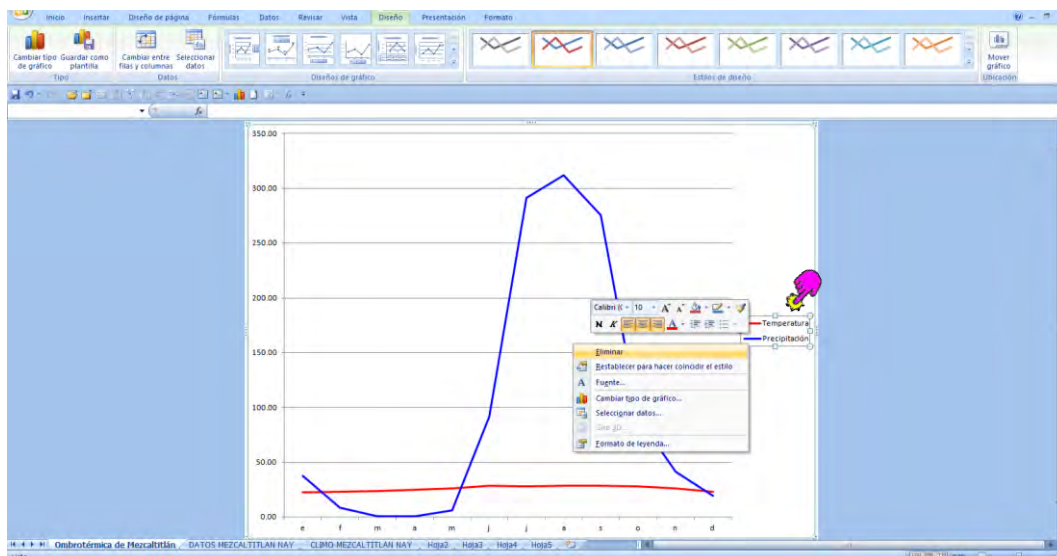 Inicio Insertar Diseño de página Fórmulas Datos Revisar Vista Diseño Presentación Formato
Cambiar tipo de gráfico
Guardar como plantilla
Cambiar entre filas y columnas
Seleccionar datos
Mover gráfico
Tipo Datos Diseños de gráfico Estilos de diseño Ubicación
350.00
300.00
250.00
200.00
150.00
100.00
50.00
0.00
Calibri (C 10 A A
N K A
Temperatura
Precipitación
Eliminar
Restablecer para hacer coincidir el estilo
A Fuente...
Cambiar tipo de gráfico...
Seleccionar datos...
Formato de leyenda...
e f m a m j j a s o n d
Ombrotérmica de Mezcaltitlán DATOS MEZCALTITLAN NAY CLIMO MEZCALTITLAN NAY Hoja2 Hoja3 Hoja4 Hoja5